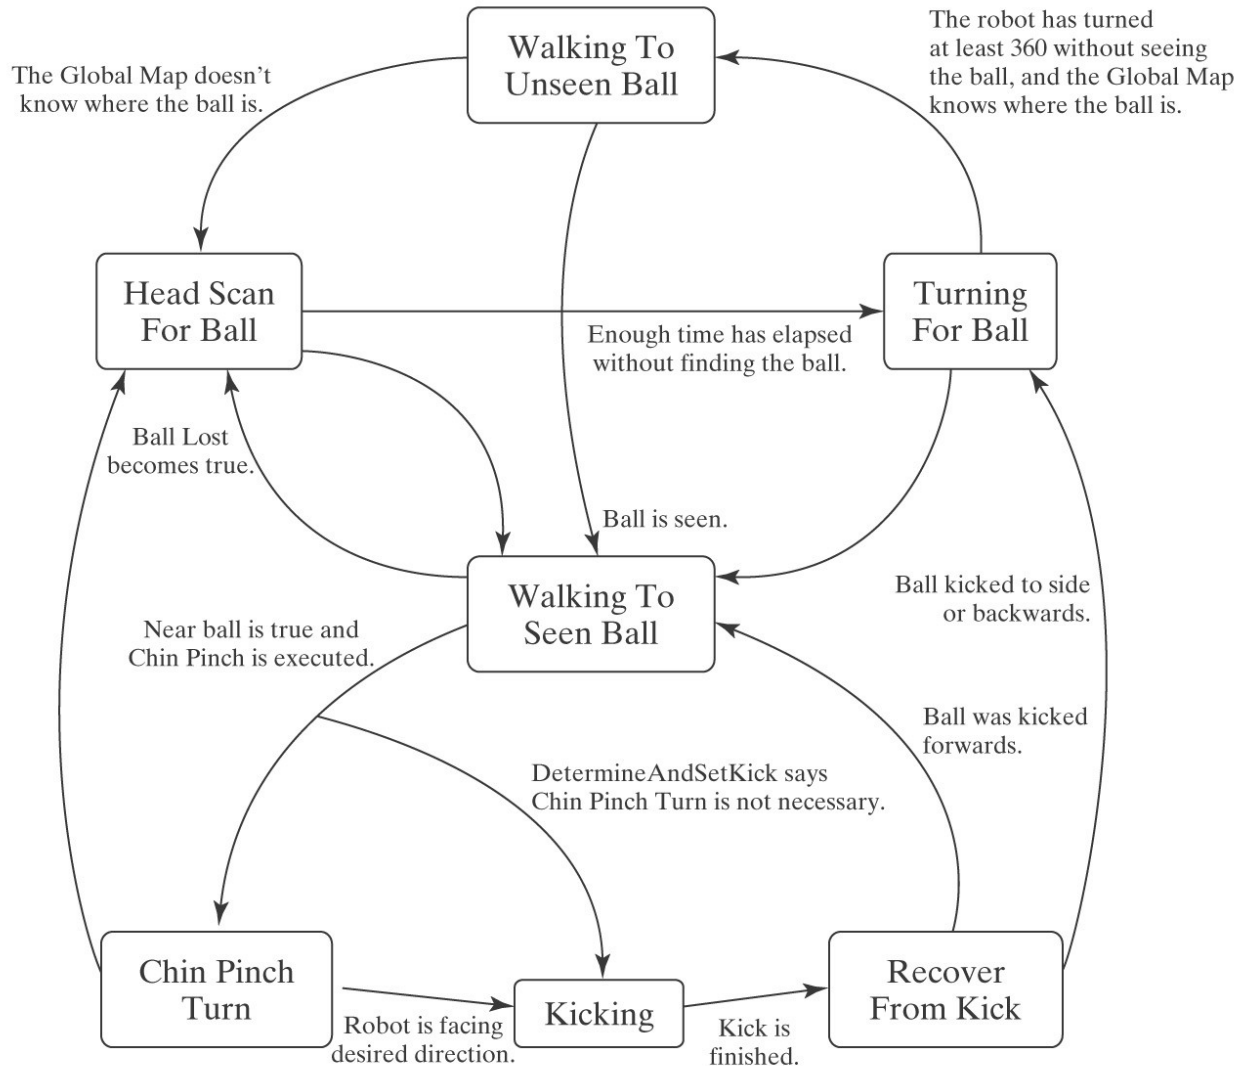 Walking To
Unseen Ball
The robot has turned
at least 360 without seeing
the ball, and the Global Map
knows where the ball is.
The Global Map doesn't
know where the ball is.
Head Scan
For Ball
Turning
For Ball
Enough time has elapsed
without finding the ball.
Ball Lost
becomes true.
Ball is seen.
Walking To
Seen Ball
Ball kicked to side
or backwards.
Near ball is true and
Chin Pinch is executed.
Ball was kicked
forwards.
DetermineAndSetKick says
Chin Pinch Turn is not necessary.
Chin Pinch
Turn
Robot is facing
desired direction.
Kicking
Kick is
finished.
Recover
From Kick